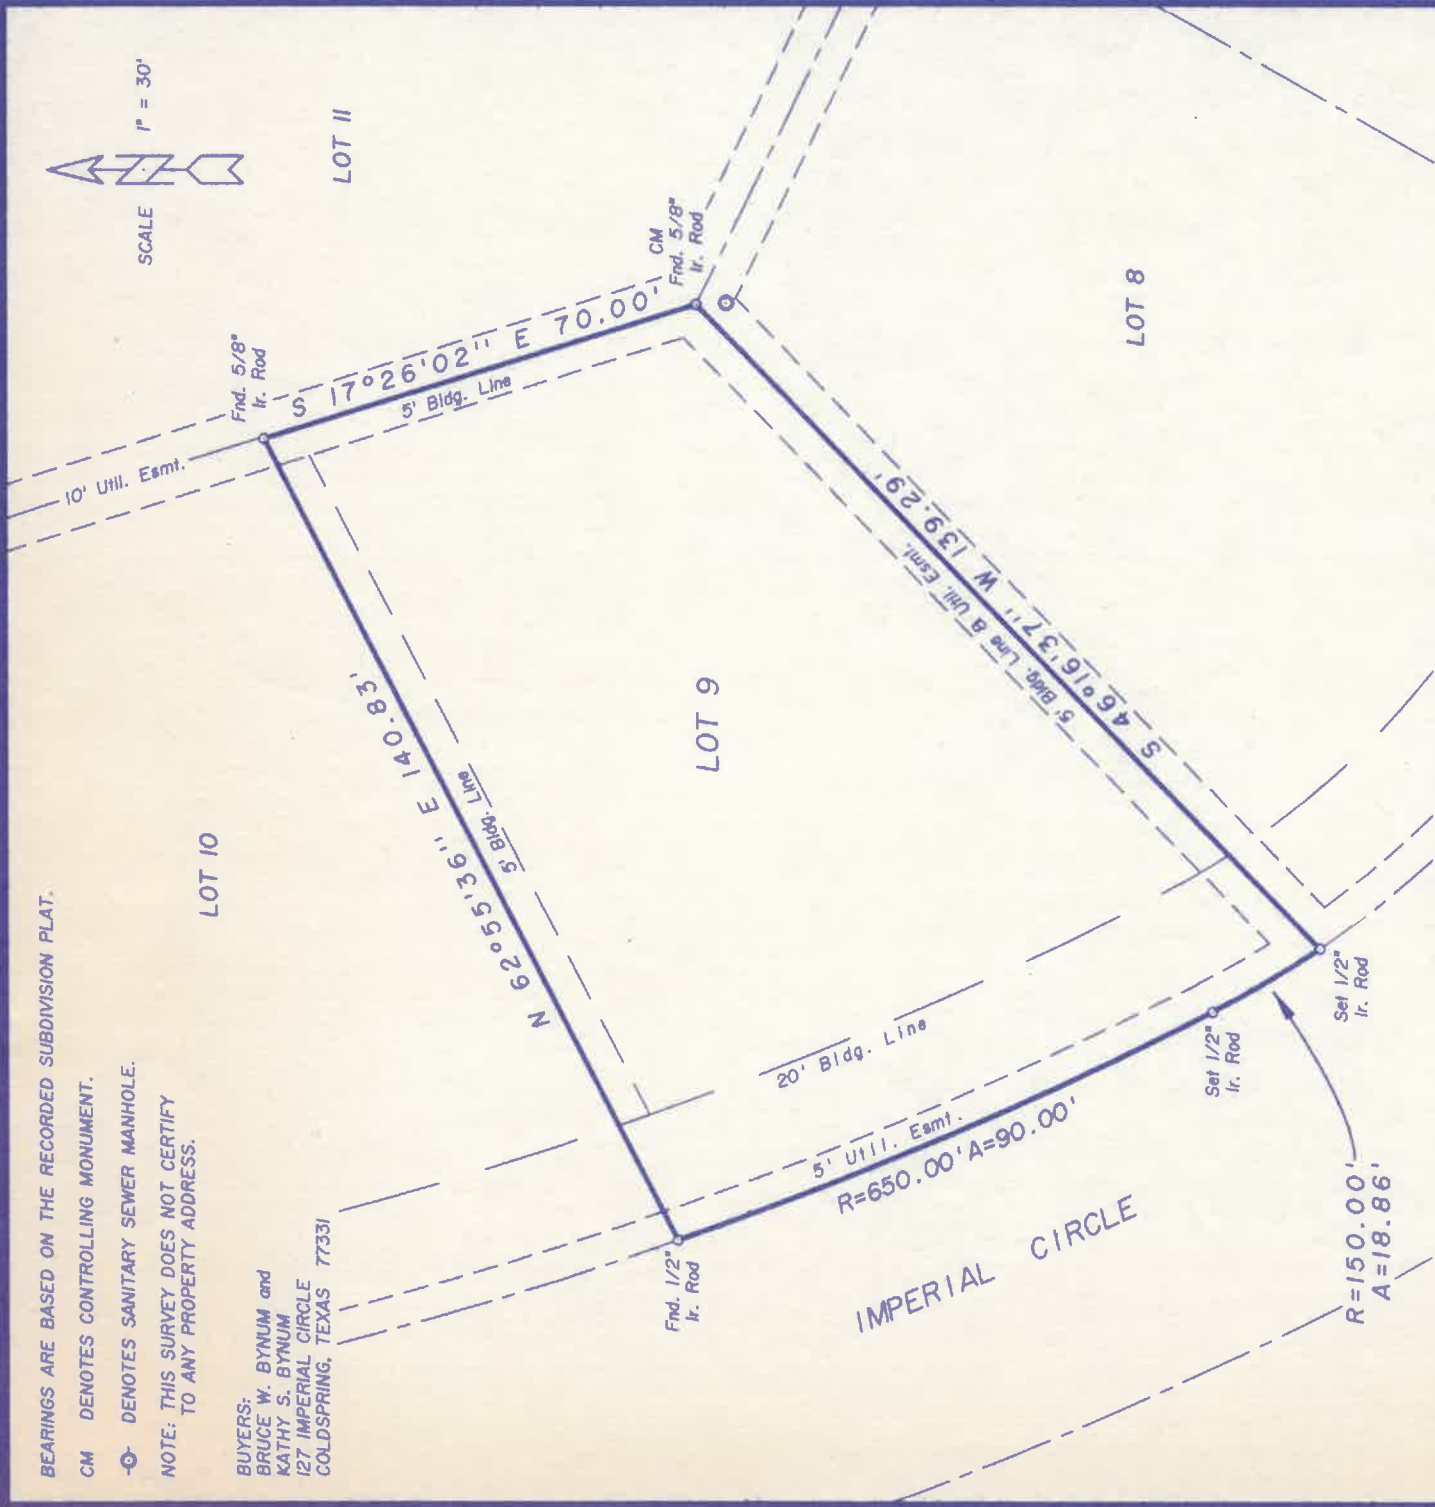 BEARINGS ARE BASED ON THE RECORDED SUBDIVISION PLAT.
CM DENOTES CONTROLLING MONUMENT.
DENOTES SANITARY SEWER MANHOLE.
NOTE: THIS SURVEY DOES NOT CERTIFY
TO ANY PROPERTY ADDRESS.
BUYERS:
BRUCE W. BYNUM and
KATHY S. BYNUM
127 IMPERIAL CIRCLE
COLDSPRING, TEXAS 77331
SCALE 1" = 30'
LOT 11
LOT 10
10' Util. Esmt.
Fnd. 5/8"
Ir. Rod
S 17°26'02'' E 70.00'
5' Bldg. Line
CM
Fnd. 5/8"
Ir. Rod
N 62°55'36'' E 140.83'
5' Bldg. Line
LOT 9
5' Bldg. Line & Util. Esmt.
S 46°16'37'' W 139.29'
LOT 8
20' Bldg. Line
5' Util. Esmt.
R=650.00' A=90.00'
Fnd. 1/2"
Ir. Rod
IMPERIAL CIRCLE
Set 1/2"
Ir. Rod
Set 1/2"
Ir. Rod
R=150.00'
A=18.86'